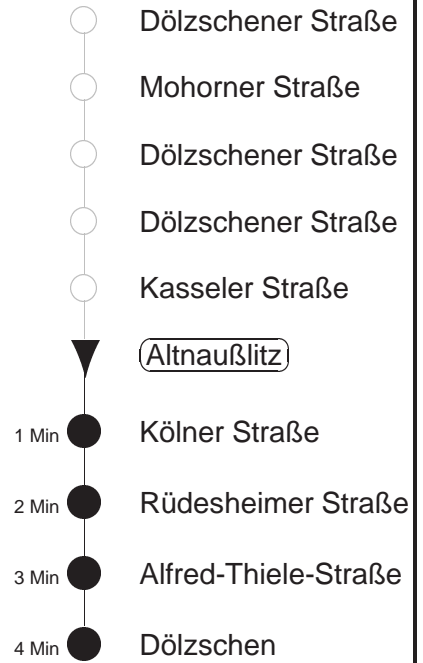 Dölzschener Straße
Mohorner Straße
Dölzschener Straße
Dölzschener Straße
Kasseler Straße
Altnaußlitz
1 Min Kölner Straße
2 Min Rüdesheimer Straße
3 Min Alfred-Thiele-Straße
4 Min Dölzschen